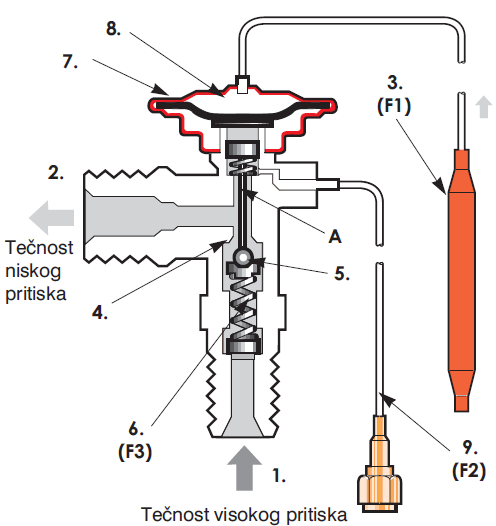 8.
7.
3.
(F1)
2.
A
Tečnost
niskog
pritiska
5.
4.
6.
(F3)
9.
(F2)
1.
Tečnost visokog pritiska